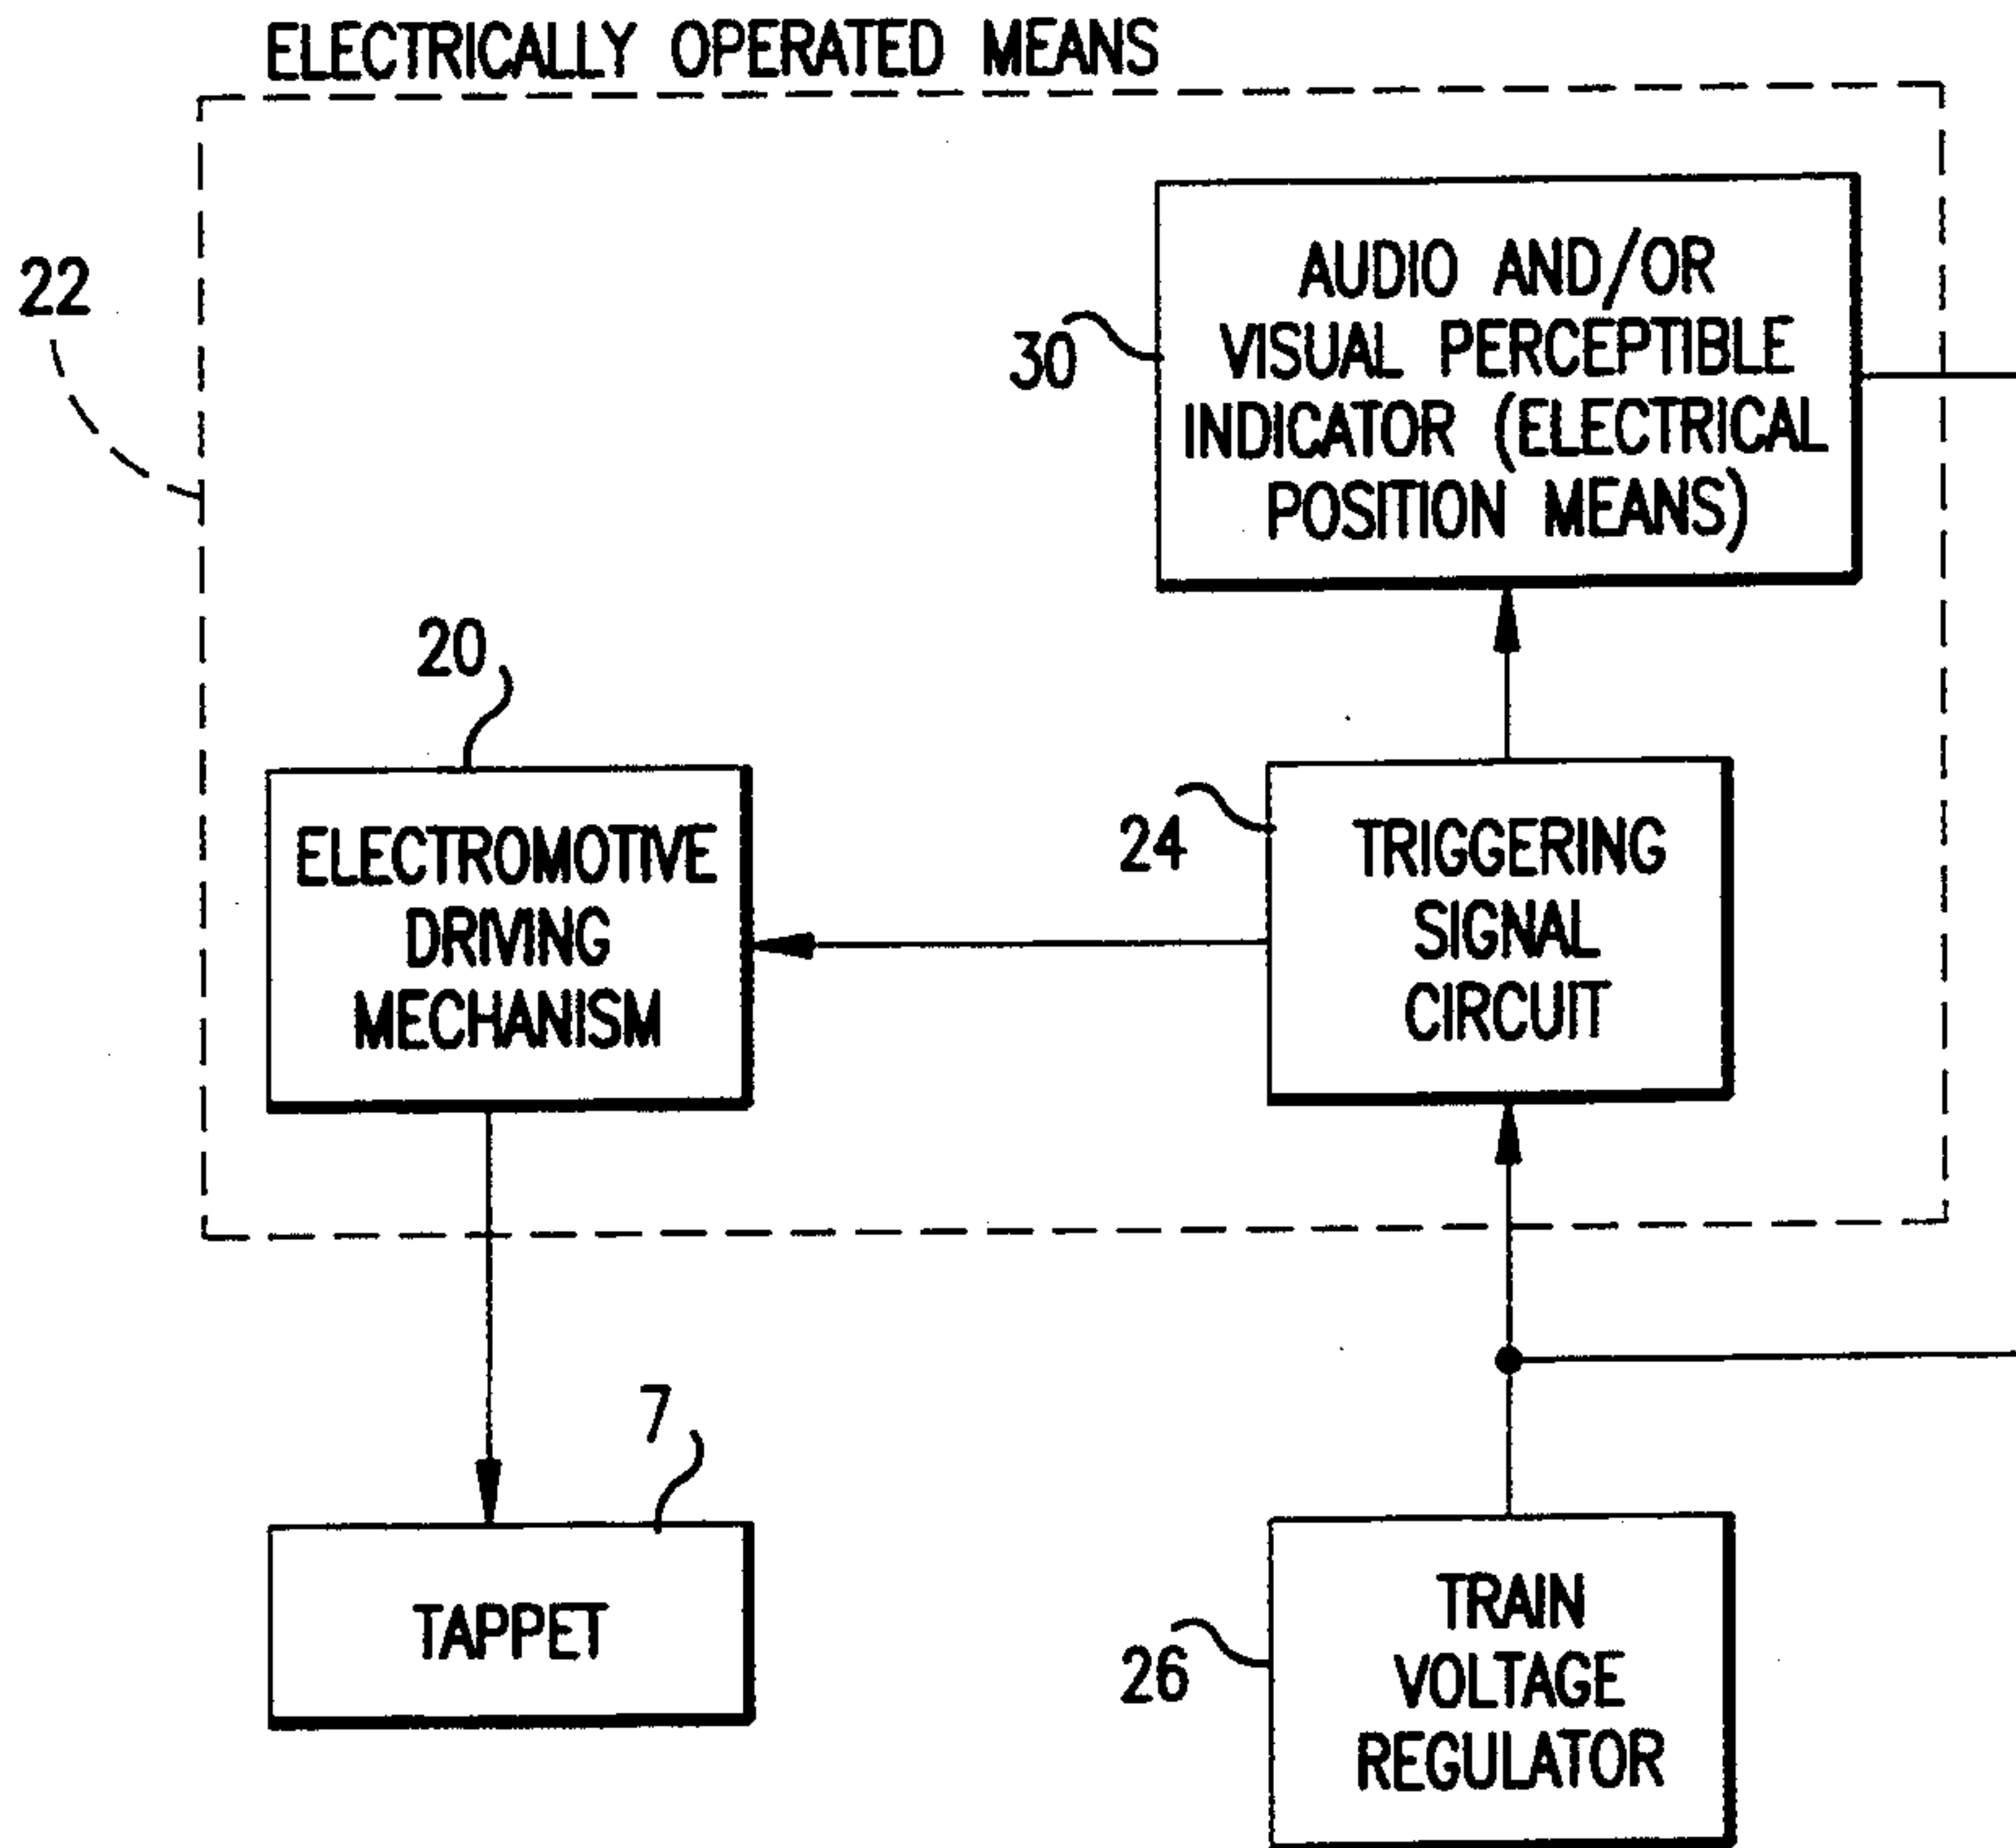 ELECTRICALLY OPERATED MEANS
22
30
AUDIO AND/OR
VISUAL PERCEPTIBLE
INDICATOR (ELECTRICAL
POSITION MEANS)
20
ELECTROMOTIVE
DRIVING
MECHANISM
24
TRIGGERING
SIGNAL
CIRCUIT
7
TAPPET
26
TRAIN
VOLTAGE
REGULATOR